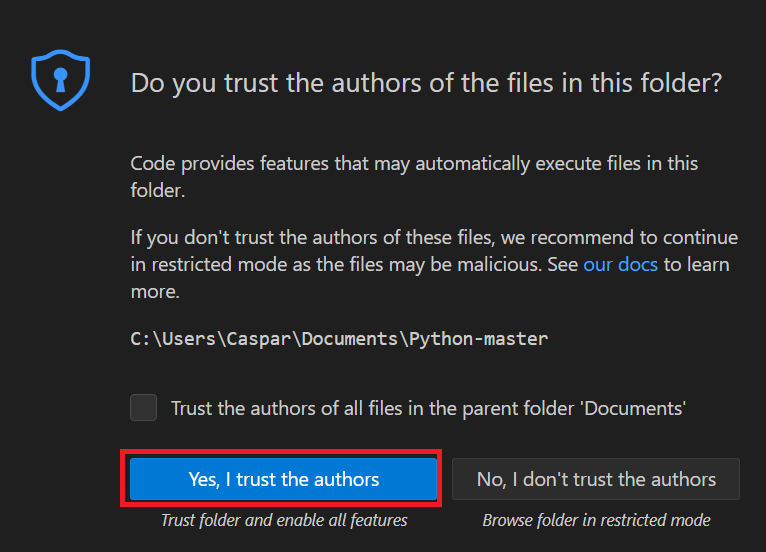 Do you trust the authors of the files in this folder?
Code provides features that may automatically execute files in this
folder.
If you don't trust the authors of these files, we recommend to continue
in restricted mode as the files may be malicious. See our docs to learn
more.
C:\Users\Caspar\Documents\Python-master
Trust the authors of all files in the parent folder 'Documents'
Yes, I trust the authors
No, I don't trust the authors
Trust folder and enable all features
Browse folder in restricted mode